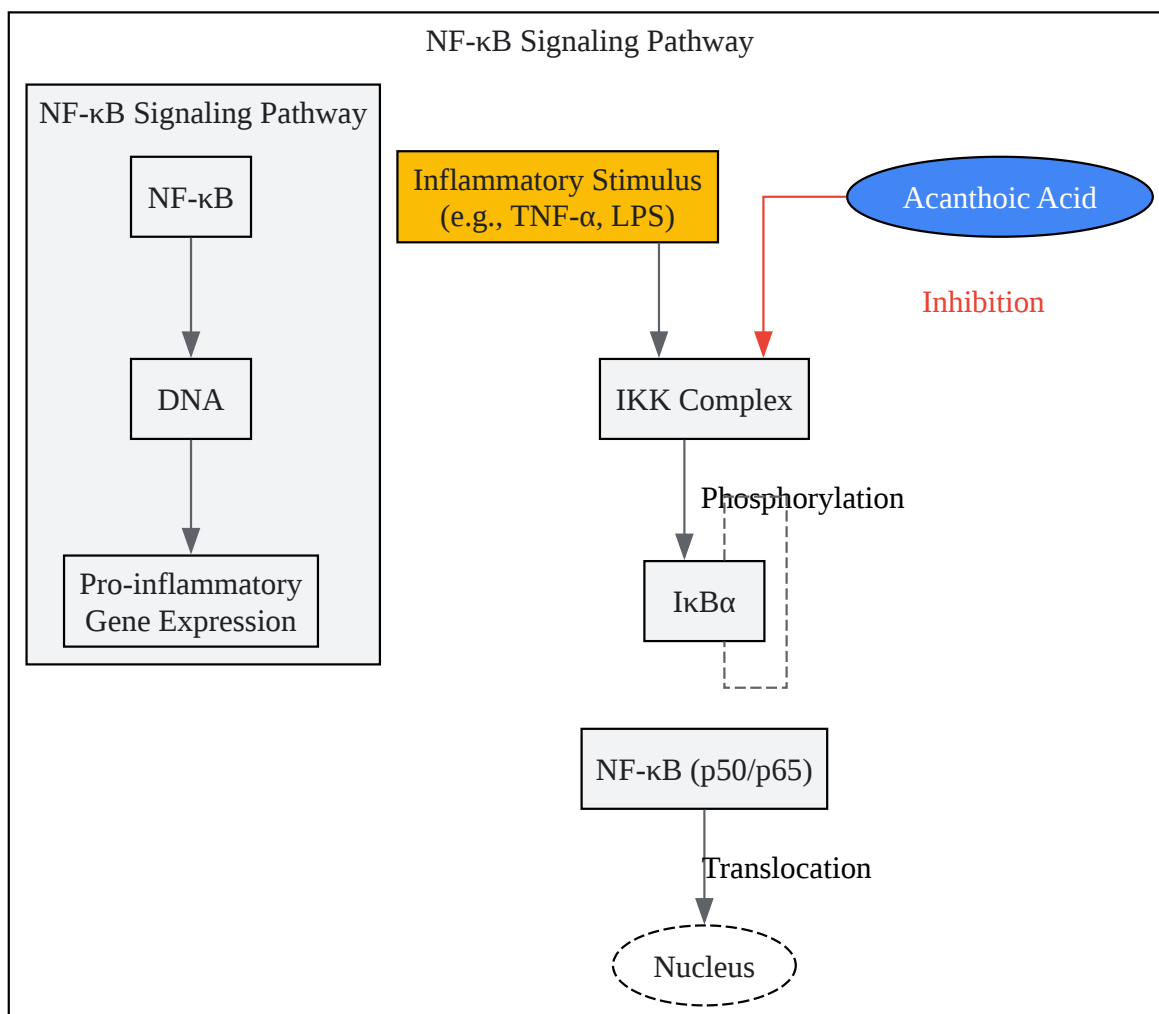 NF-κB Signaling Pathway
NF-κB Signaling Pathway
NF-κB
DNA
Pro-inflammatory
Gene Expression
Inflammatory Stimulus
(e.g., TNF-α, LPS)
Acanthoic Acid
Inhibition
IKK Complex
Phosphorylation
IκBα
NF-κB (p50/p65)
Translocation
Nucleus